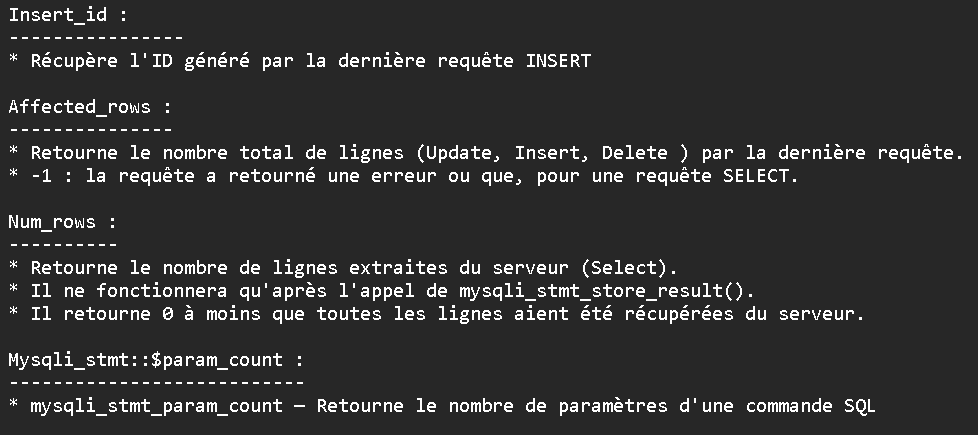 Insert_id :
----------------
* Récupère l'ID généré par la dernière requête INSERT
Affected_rows :
---------------
* Retourne le nombre total de lignes (Update, Insert, Delete ) par la dernière requête.
* -1 : la requête a retourné une erreur ou que, pour une requête SELECT.
Num_rows :
----------
* Retourne le nombre de lignes extraites du serveur (Select).
* Il ne fonctionnera qu'après l'appel de mysqli_stmt_store_result().
* Il retourne 0 à moins que toutes les lignes aient été récupérées du serveur.
Mysqli_stmt::$param_count :
---------------------------
* mysqli_stmt_param_count — Retourne le nombre de paramètres d'une commande SQL